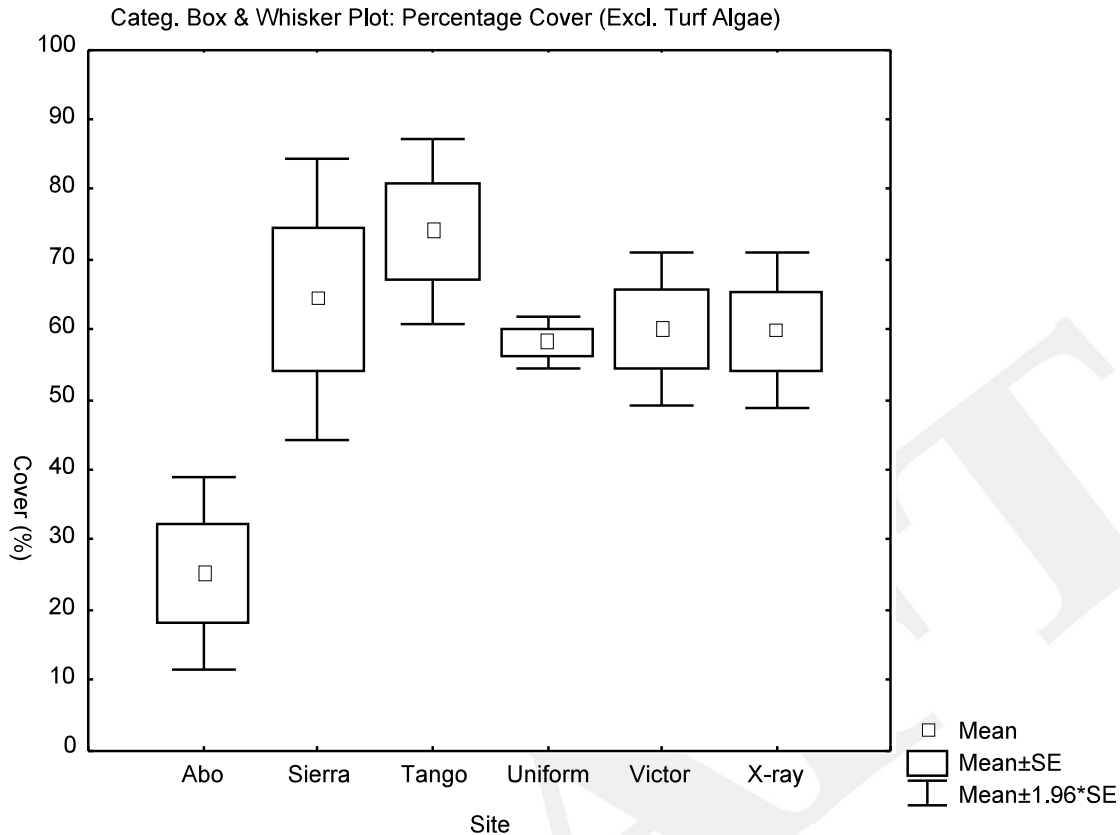 Categ. Box & Whisker Plot: Percentage Cover (Excl. Turf Algae)
100
90
80
70
60
50
40
30
20
10
0
Cover (%)
Abo Sierra Tango Uniform Victor X-ray
Site
Mean
Mean±SE
Mean±1.96*SE